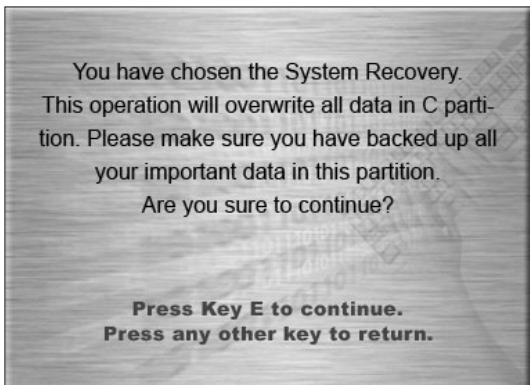 You have chosen the System Recovery.
This operation will overwrite all data in C parti-
tion. Please make sure you have backed up all
your important data in this partition.
Are you sure to continue?
Press Key E to continue.
Press any other key to return.